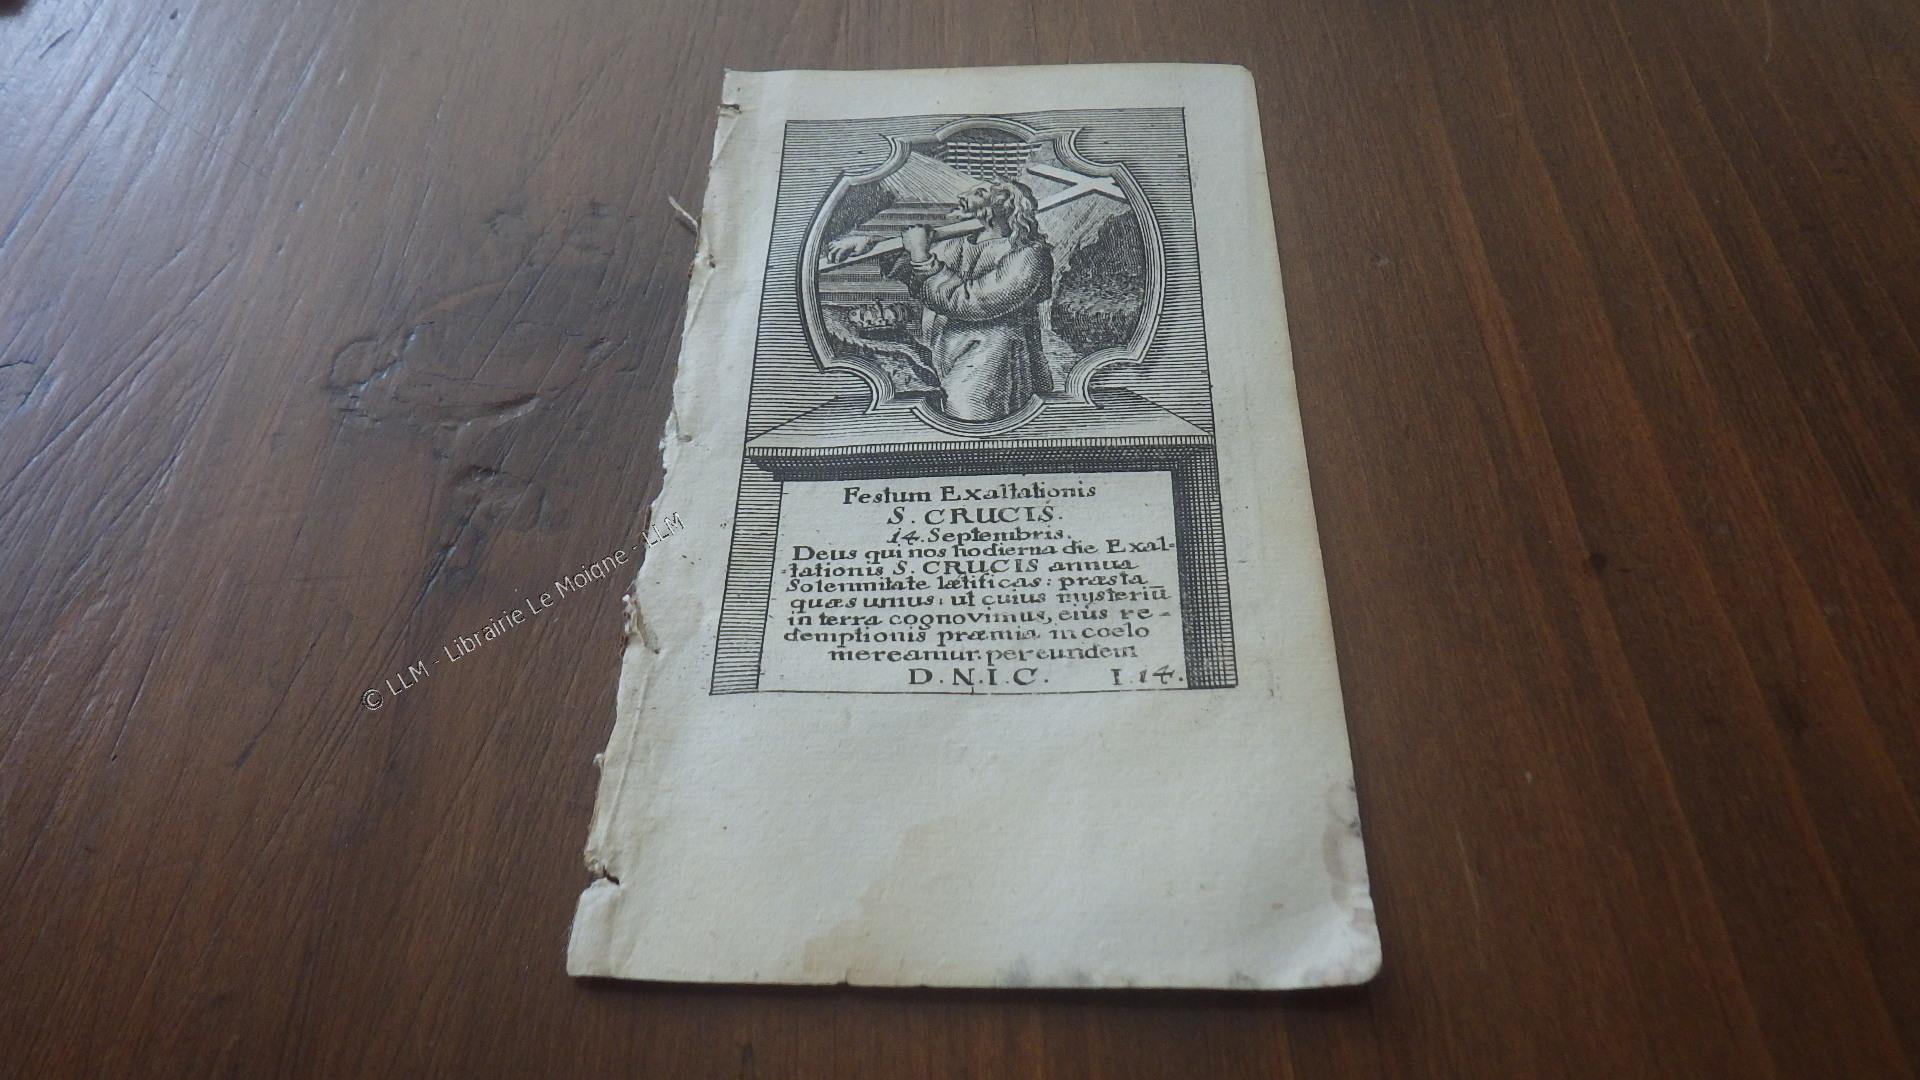 Festum Exaltationis
S. CRUCIS.
14. Septembris.
Deus qui nos hodierna die Exal-
-tationis S. CRUCIS annua
Solemnitate lætificas: præsta
quæsumus: ut cuius mysteriū
in terra cognovimus, eius re-
demptionis præmia in coelo
mereamur. per eundem
D. N. I. C. I. 14.
© LLM - Librairie Le Moigne - LLM